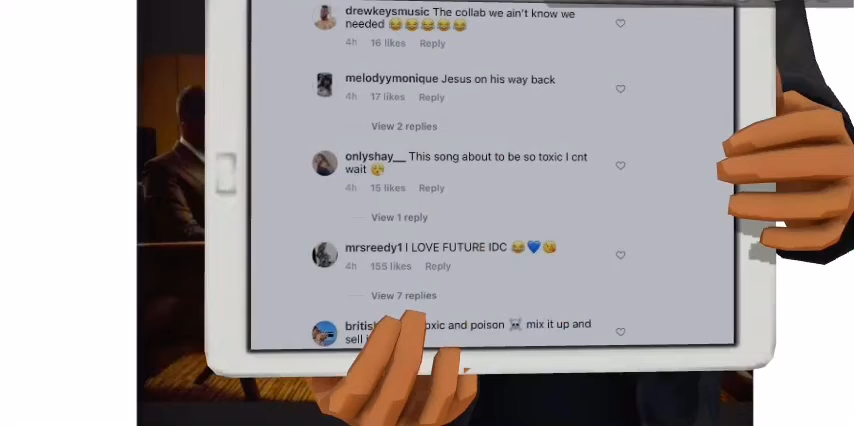 drewkeysmusic The collab we ain't know we
needed 😂😂😂😂😂
4h 16 likes Reply
melodyymonique Jesus on his way back
4h 17 likes Reply
View 2 replies
onlyshay__ This song about to be so toxic I cnt
wait 🥴
4h 15 likes Reply
View 1 reply
mrsreedy1 I LOVE FUTURE IDC 😂💙😘
4h 155 likes Reply
View 7 replies
and poison ☠️ mix it up and
sell